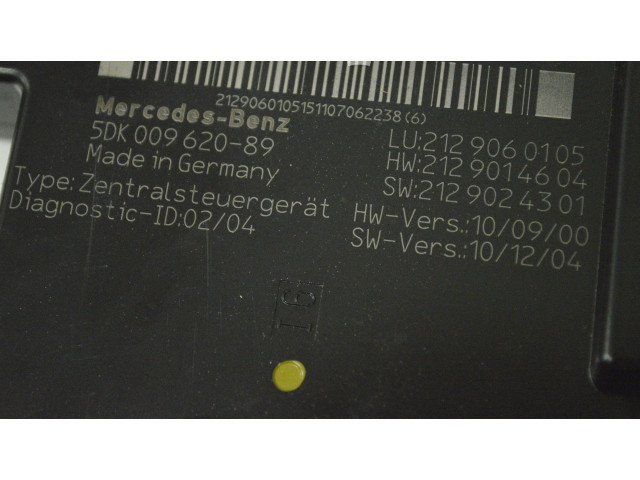 2129060105151107062238(6)
Mercedes-Benz
5DK 009 620-89
Made in Germany
Type: Zentralsteuergerät
Diagnostic-ID:02/04
LU:212 906 01 05
HW:212 901 46 04
SW:212 902 43 01
HW-Vers.: 10/09/00
SW-Vers.: 10/12/04